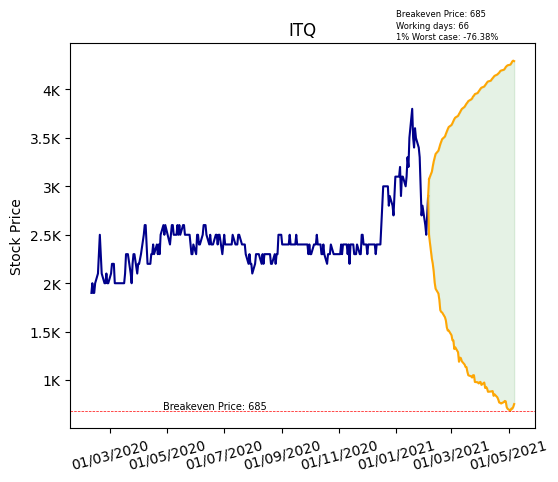 Breakeven Price: 685
Working days: 66
1% Worst case: -76.38%
ITQ
Stock Price
4K
3.5K
3K
2.5K
2K
1.5K
1K
Breakeven Price: 685
01/03/2020
01/05/2020
01/07/2020
01/09/2020
01/11/2020
01/01/2021
01/03/2021
01/05/2021